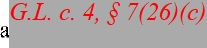 G.L. c. 4, § 7(26)(c)
a